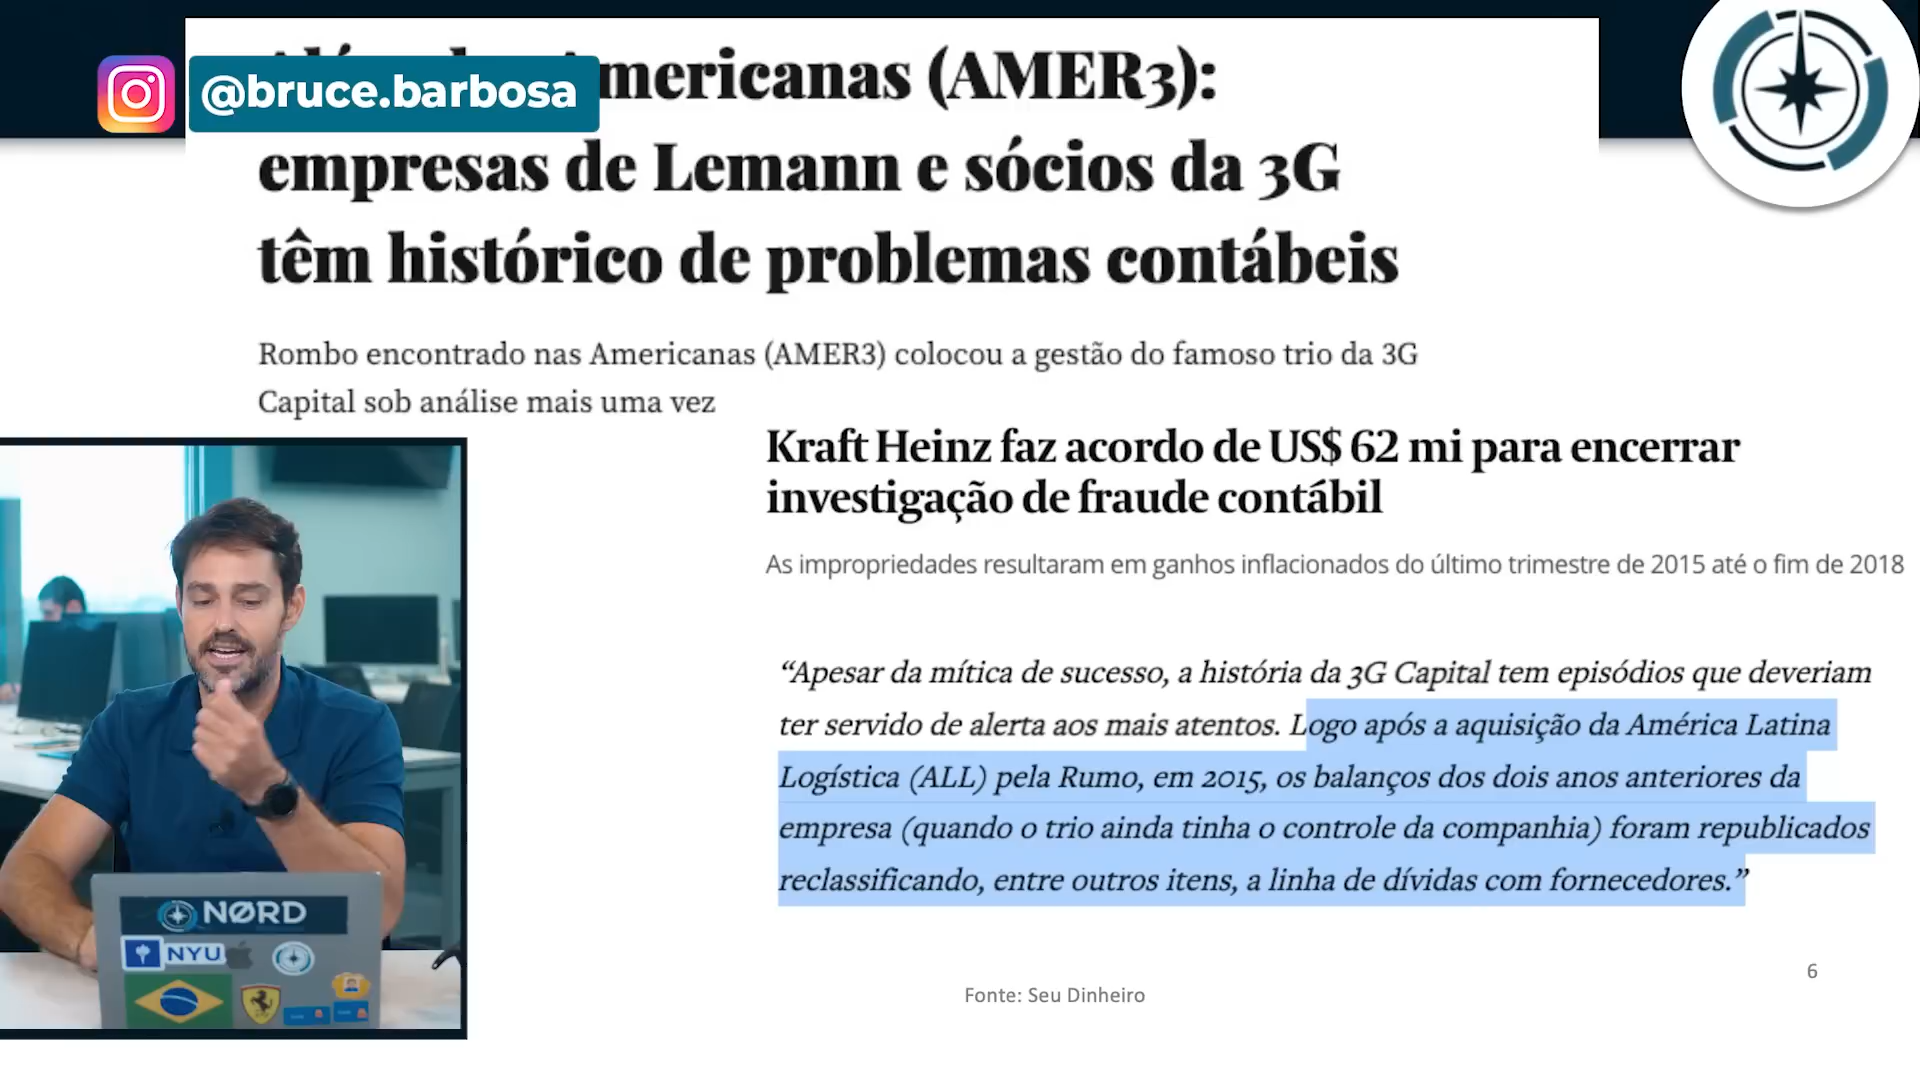 @bruce.barbosa
mericanas (AMER3):
empresas de Lemann e sócios da 3G
têm histórico de problemas contábeis
Rombo encontrado nas Americanas (AMER3) colocou a gestão do famoso trio da 3G
Capital sob análise mais uma vez
Kraft Heinz faz acordo de US$ 62 mi para encerrar
investigação de fraude contábil
As impropriedades resultaram em ganhos inflacionados do último trimestre de 2015 até o fim de 2018
“Apesar da mítica de sucesso, a história da 3G Capital tem episódios que deveriam
ter servido de alerta aos mais atentos. Logo após a aquisição da América Latina
Logística (ALL) pela Rumo, em 2015, os balanços dos dois anos anteriores da
empresa (quando o trio ainda tinha o controle da companhia) foram republicados
reclassificando, entre outros itens, a linha de dívidas com fornecedores.”
NØRD
NYU
6
Fonte: Seu Dinheiro